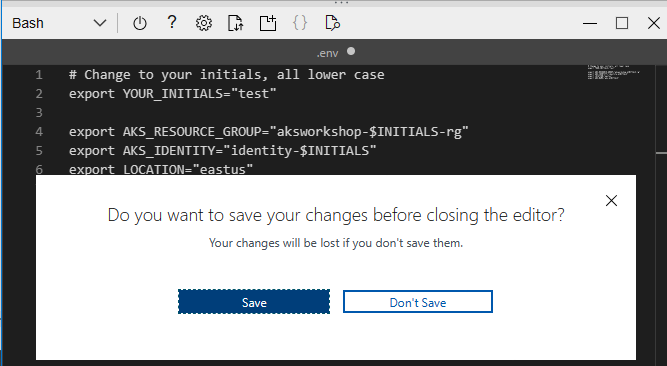 Bash
.env
1 # Change to your initials, all lower case
2 export YOUR_INITIALS="test"
3
4 export AKS_RESOURCE_GROUP="aksworkshop-$INITIALS-rg"
5 export AKS_IDENTITY="identity-$INITIALS"
6 export LOCATION="eastus"
Do you want to save your changes before closing the editor?
Your changes will be lost if you don't save them.
Save Don't Save